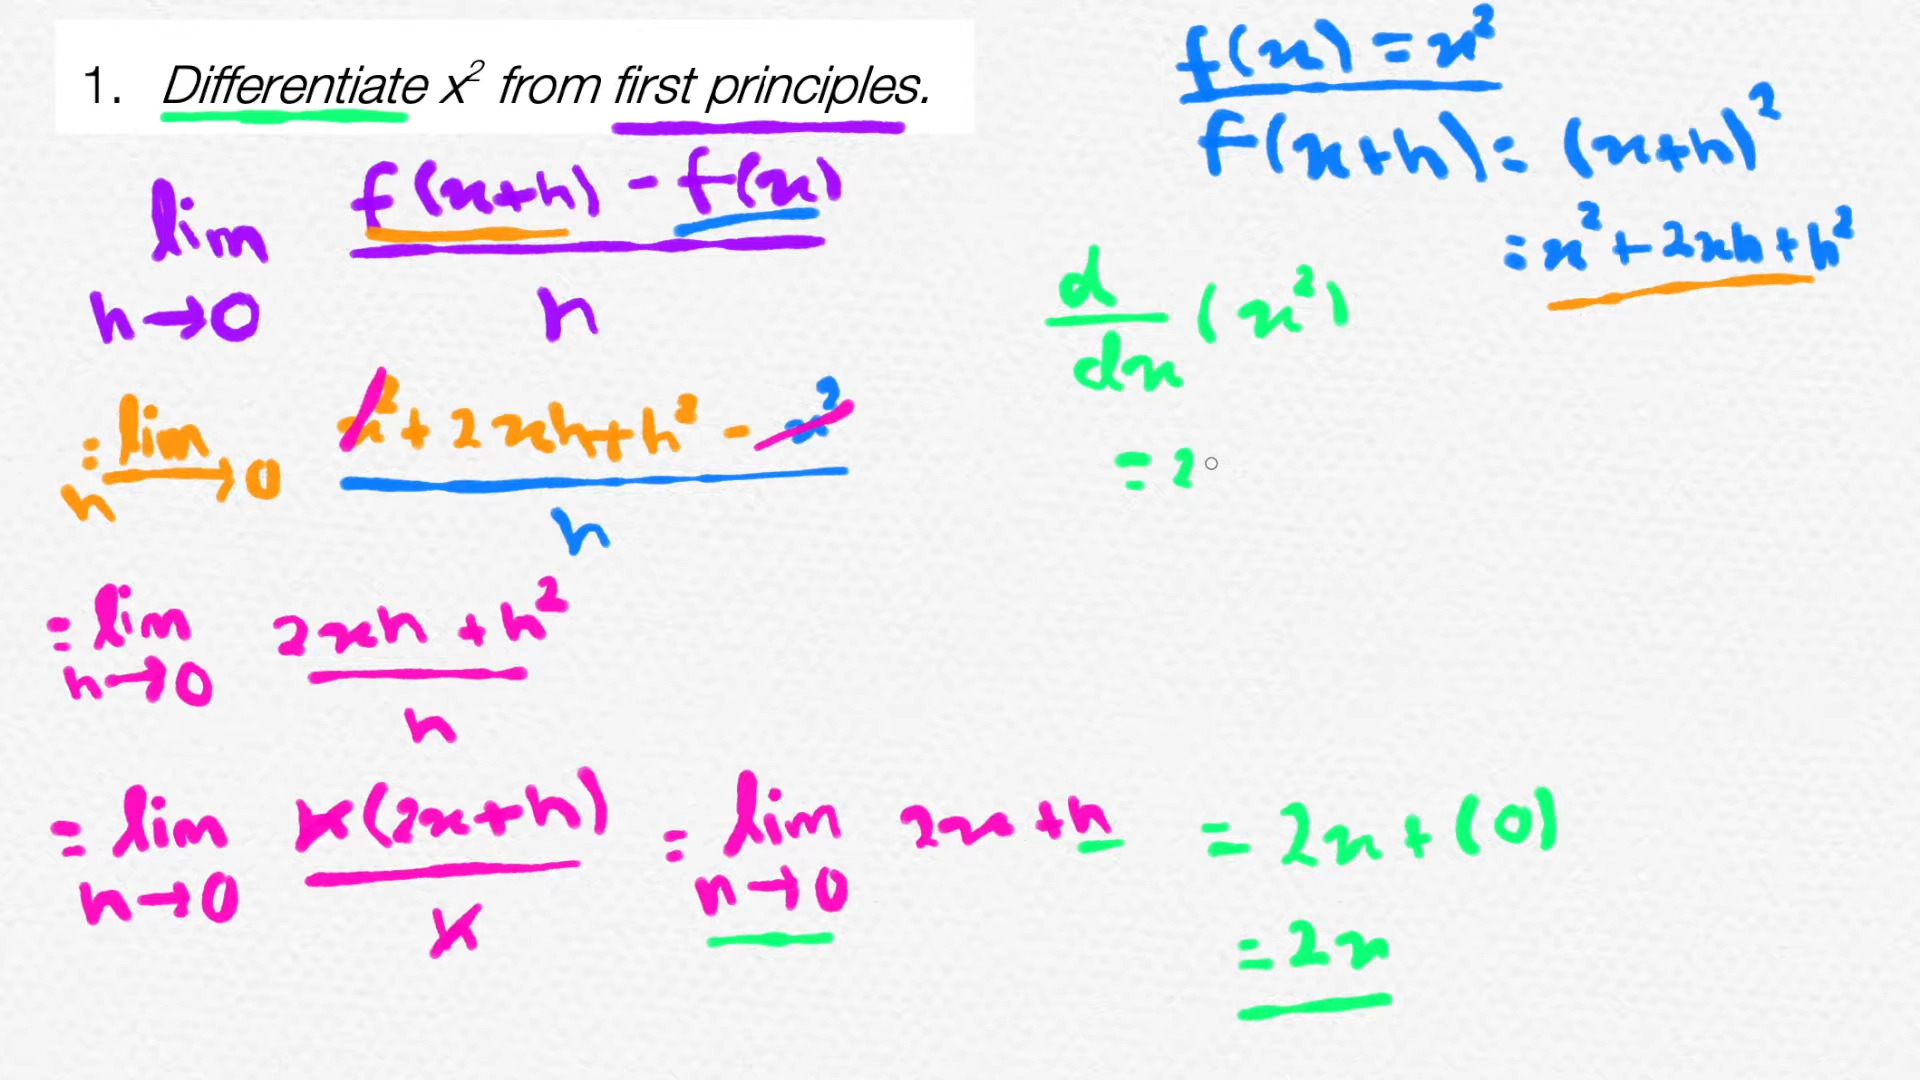 1. Differentiate x² from first principles.
lim h→0 (f(x+h) - f(x)) / h
= lim h→0 (x² + 2xh + h² - x²) / h
= lim h→0 (2xh + h²) / h
= lim h→0 h(2x+h) / h = lim h→0 2x + h = 2x + (0)
= 2x
f(x) = x²
f(x+h) = (x+h)²
= x² + 2xh + h²
d/dx (x²)
= 2